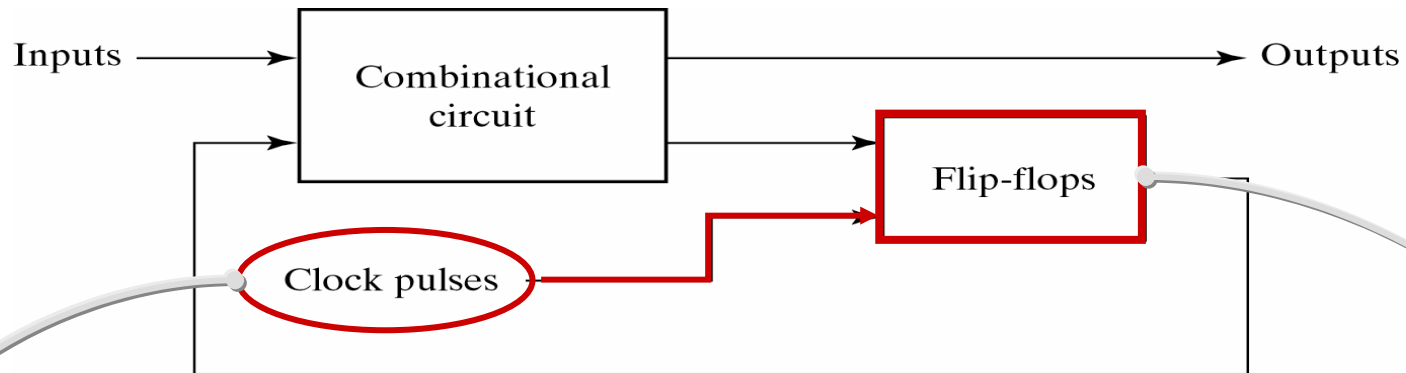 Inputs
Combinational
circuit
Outputs
Flip-flops
Clock pulses